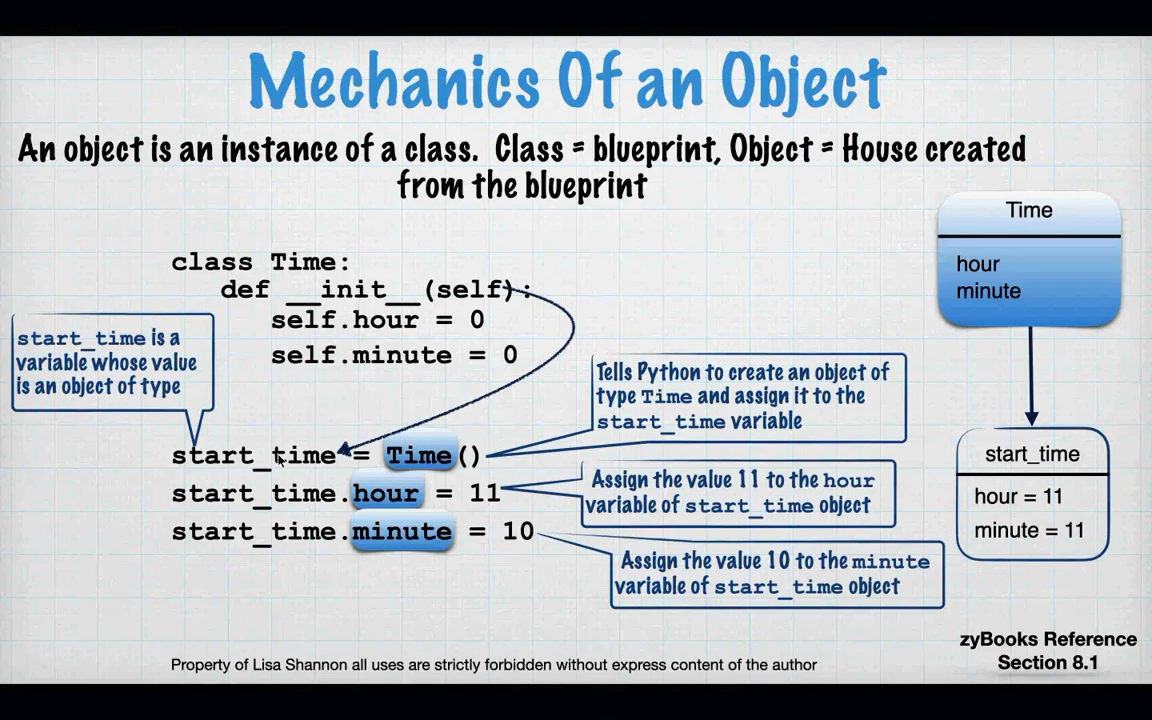 Mechanics Of an Object
An object is an instance of a class. Class = blueprint, Object = House created
from the blueprint
class Time:
def __init__(self):
self.hour = 0
self.minute = 0
start_time is a
variable whose value
is an object of type
Tells Python to create an object of
type Time and assign it to the
start_time variable
start_time = Time()
start_time.hour = 11
Assign the value 11 to the hour
variable of start_time object
start_time.minute = 10
Assign the value 10 to the minute
variable of start_time object
Time
hour
minute
start_time
hour = 11
minute = 11
zyBooks Reference
Section 8.1
Property of Lisa Shannon all uses are strictly forbidden without express content of the author